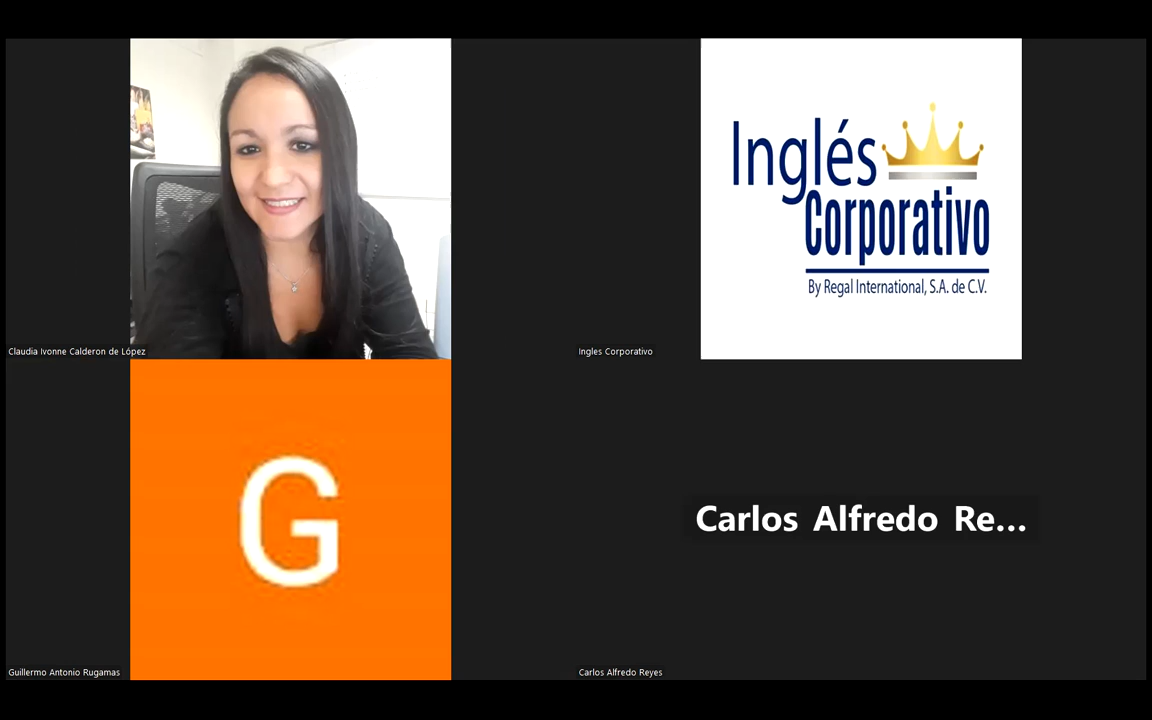 Inglés
Corporativo
By Regal International, S.A. de C.V.
Claudia Ivonne Calderon de López
Ingles Corporativo
G
Carlos Alfredo Re...
Guillermo Antonio Rugamas
Carlos Alfredo Reyes